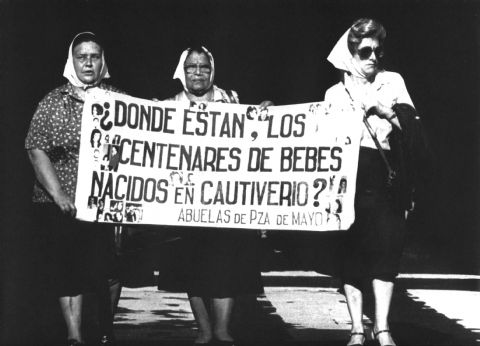 ¿DONDE ESTAN, LOS
CENTENARES DE BEBES
NACIDOS EN CAUTIVERIO?
ABUELAS DE PZA DE MAYO